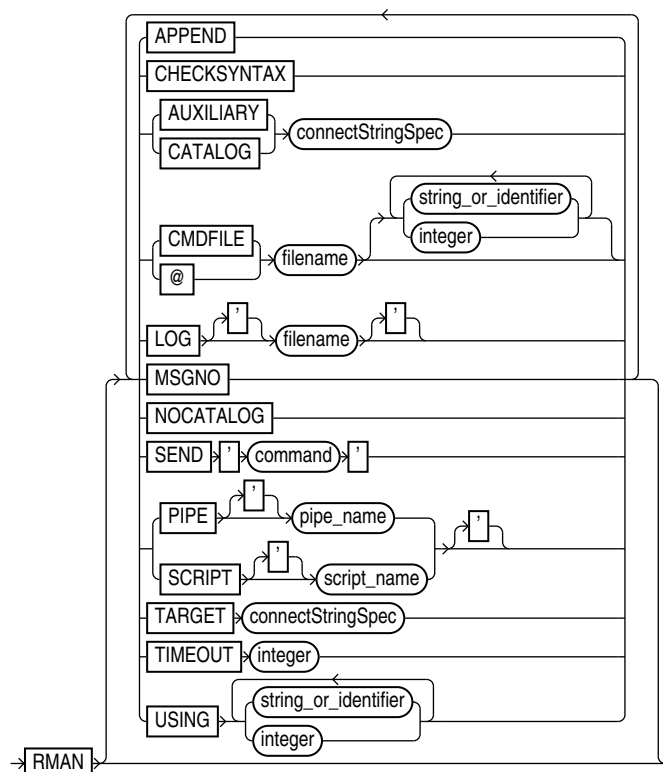 APPEND
CHECKSYNTAX
AUXILIARY
CATALOG
connectStringSpec
CMDFILE
@
filename
string_or_identifier
integer
LOG ' filename '
MSGNO
NOCATALOG
SEND ' command '
PIPE ' pipe_name
SCRIPT ' script_name
'
TARGET connectStringSpec
TIMEOUT integer
USING
string_or_identifier
integer
RMAN